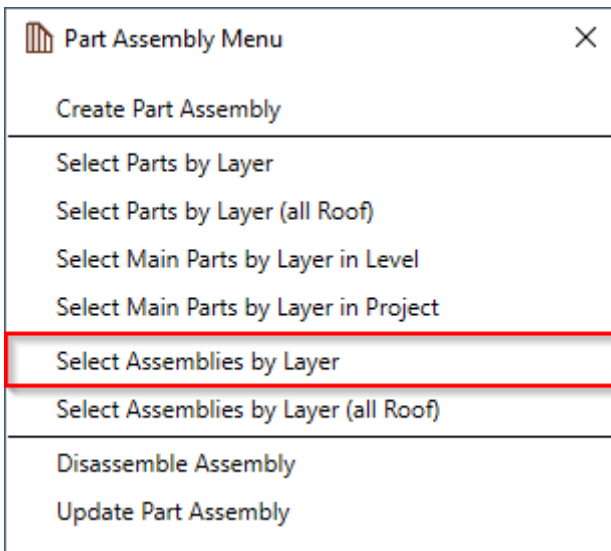 Part Assembly Menu
Create Part Assembly
Select Parts by Layer
Select Parts by Layer (all Roof)
Select Main Parts by Layer in Level
Select Main Parts by Layer in Project
Select Assemblies by Layer
Select Assemblies by Layer (all Roof)
Disassemble Assembly
Update Part Assembly